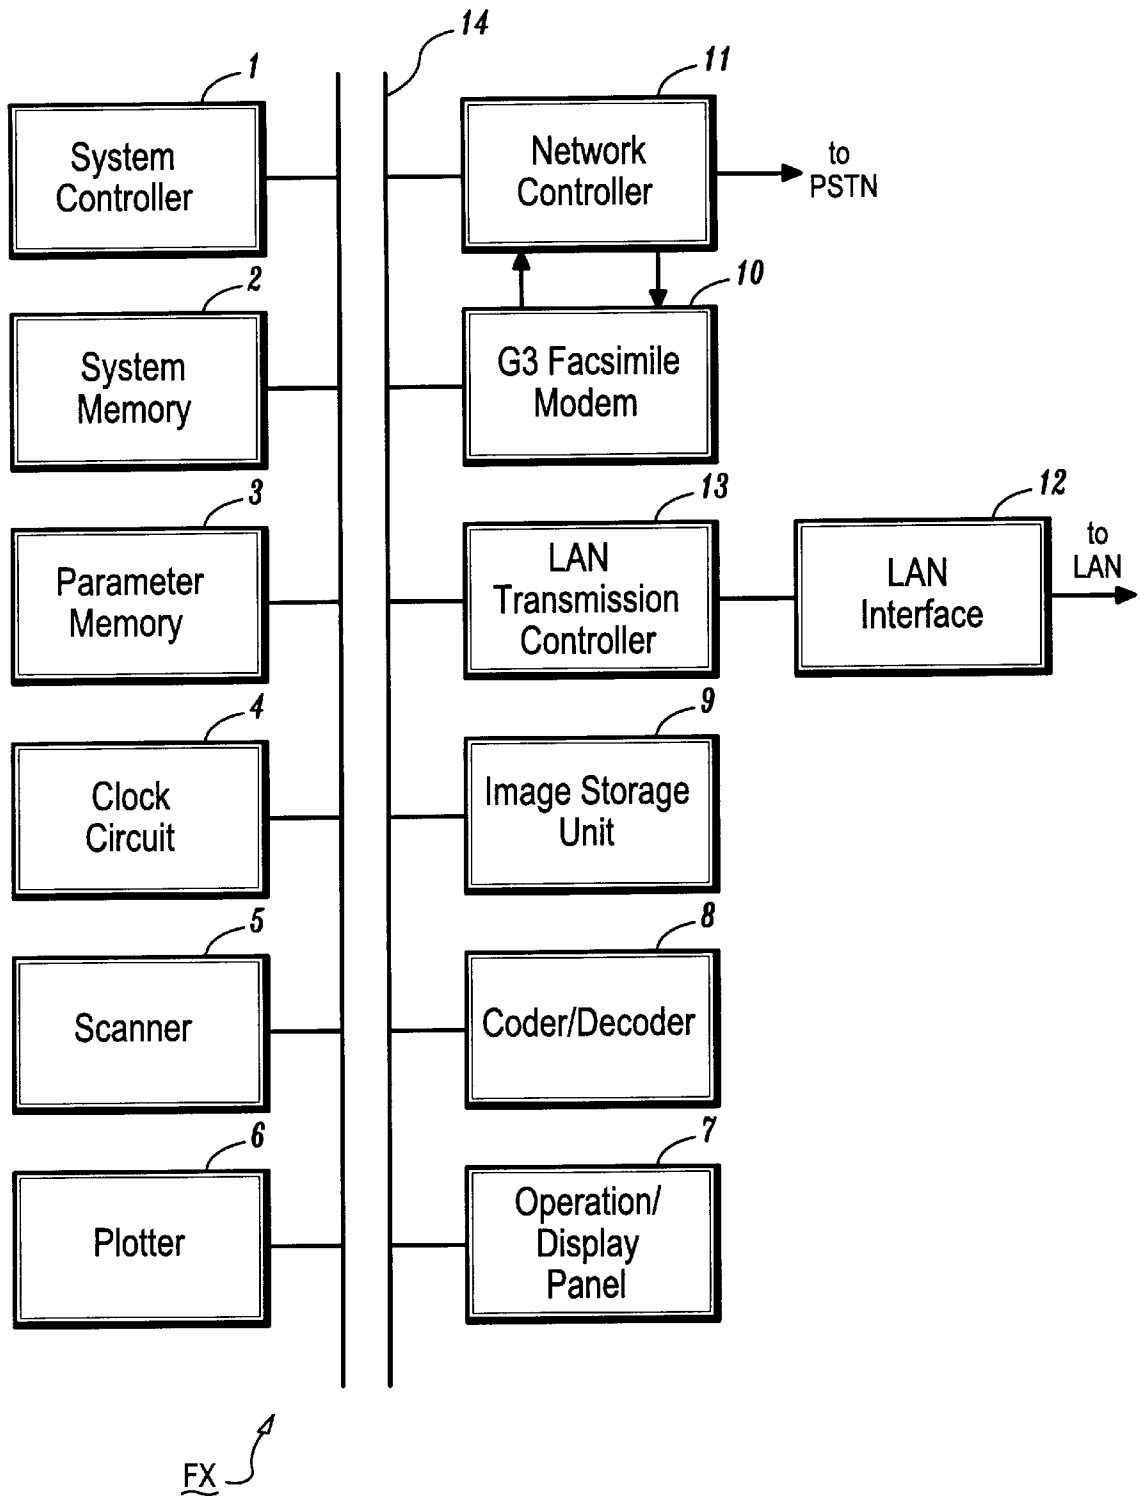 14
1
System
Controller
11
Network
Controller
to
PSTN
2
System
Memory
10
G3 Facsimile
Modem
3
Parameter
Memory
13
LAN
Transmission
Controller
12
LAN
Interface
to
LAN
4
Clock
Circuit
9
Image Storage
Unit
5
Scanner
8
Coder/Decoder
6
Plotter
7
Operation/
Display
Panel
FX